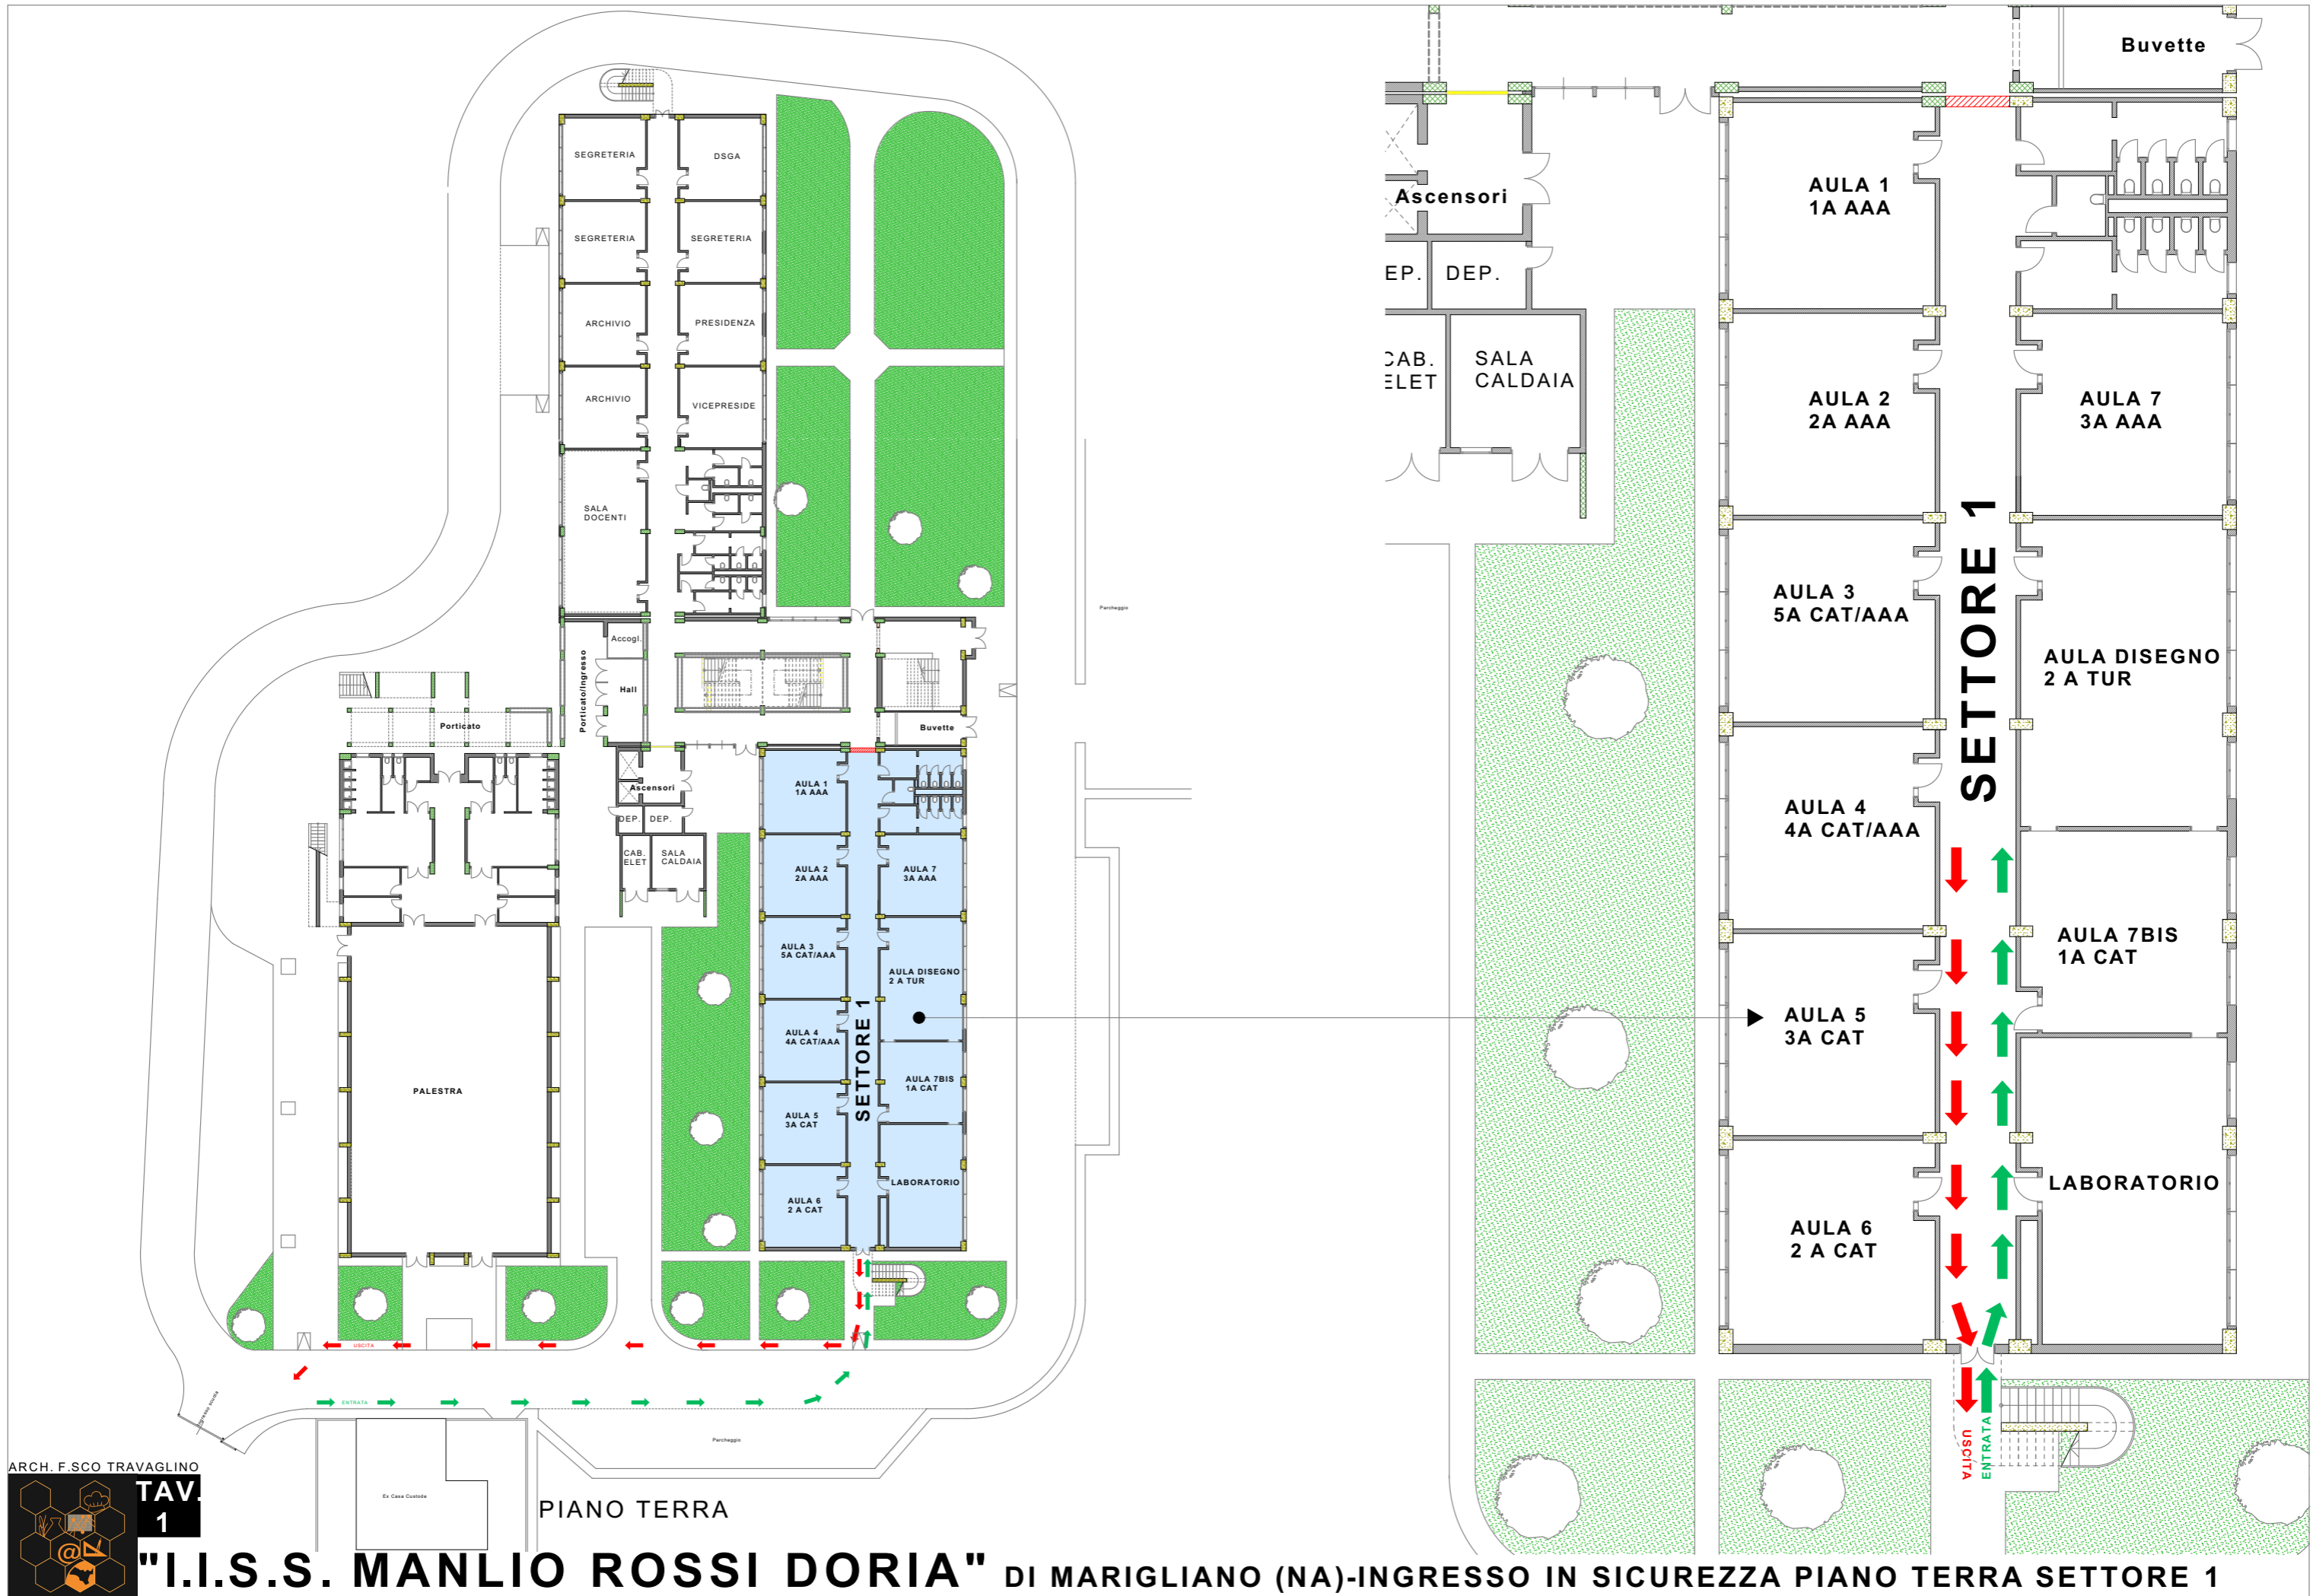 SEGRETERIA
DSGA
SEGRETERIA
SEGRETERIA
ARCHIVIO
PRESIDENZA
ARCHIVIO
VICEPRESIDE
SALA
DOCENTI
Parcheggio
Accogl.
Porticato/Ingresso
Hall
Porticato
Buvette
Ascensori
DEP.
DEP.
CAB.
ELET
SALA
CALDAIA
AULA 1
1A AAA
AULA 2
2A AAA
AULA 7
3A AAA
AULA 3
5A CAT/AAA
AULA DISEGNO
2 A TUR
AULA 4
4A CAT/AAA
SETTORE 1
AULA 7BIS
1A CAT
AULA 5
3A CAT
AULA 6
2 A CAT
LABORATORIO
PALESTRA
USCITA
ENTRATA
Parcheggio
Ex Casa Custode
PIANO TERRA
Buvette
Ascensori
EP.
DEP.
CAB.
ELET
SALA
CALDAIA
AULA 1
1A AAA
AULA 2
2A AAA
AULA 7
3A AAA
AULA 3
5A CAT/AAA
SETTORE 1
AULA DISEGNO
2 A TUR
AULA 4
4A CAT/AAA
AULA 7BIS
1A CAT
AULA 5
3A CAT
AULA 6
2 A CAT
LABORATORIO
USCITA
ENTRATA
ARCH. F.SCO TRAVAGLINO
TAV.
1
@
"I.I.S.S. MANLIO ROSSI DORIA" DI MARIGLIANO (NA)-INGRESSO IN SICUREZZA PIANO TERRA SETTORE 1